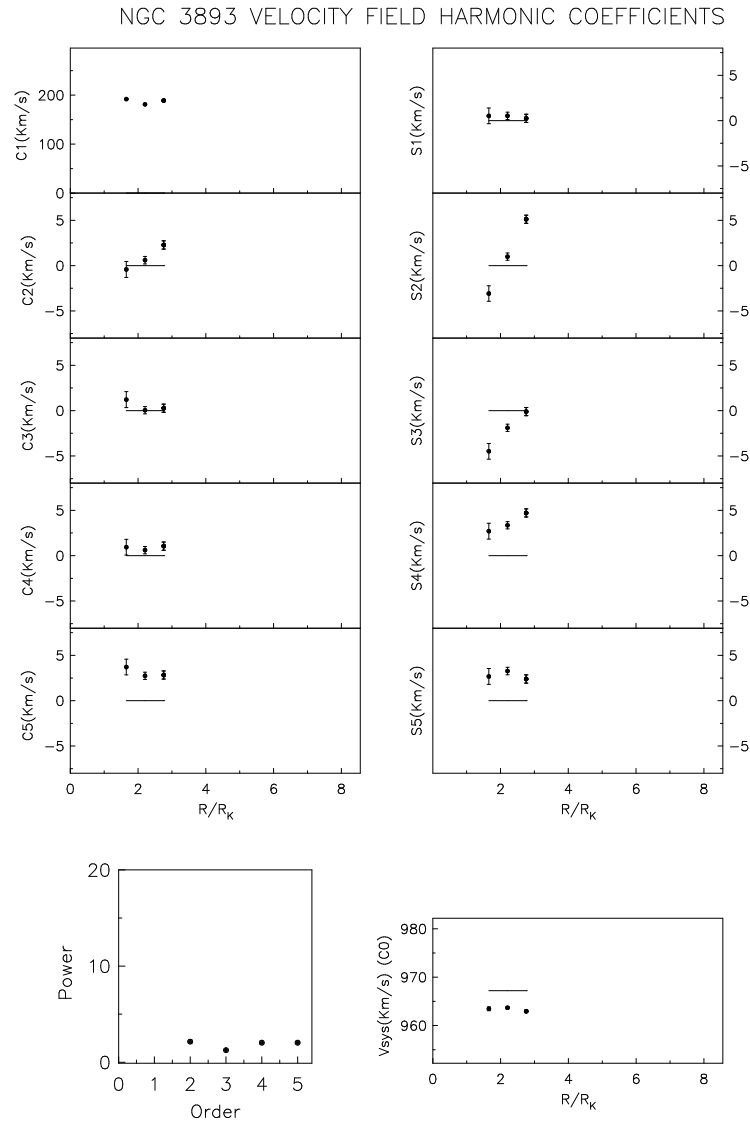 NGC 3893 VELOCITY FIELD HARMONIC COEFFICIENTS
C1(Km/s)
200
100
0
S1(Km/s)
0
−5
C2(Km/s)
5
0
−5
S2(Km/s)
5
0
−5
C3(Km/s)
5
0
−5
S3(Km/s)
5
0
−5
C4(Km/s)
5
0
−5
S4(Km/s)
5
0
−5
C5(Km/s)
5
0
−5
S5(Km/s)
5
0
−5
0 2 4 6 8
R/RK
0 2 4 6 8
R/RK
Power
20
10
0
0 1 2 3 4 5
Order
Vsys(Km/s) (C0)
980
970
960
0 2 4 6 8
R/RK